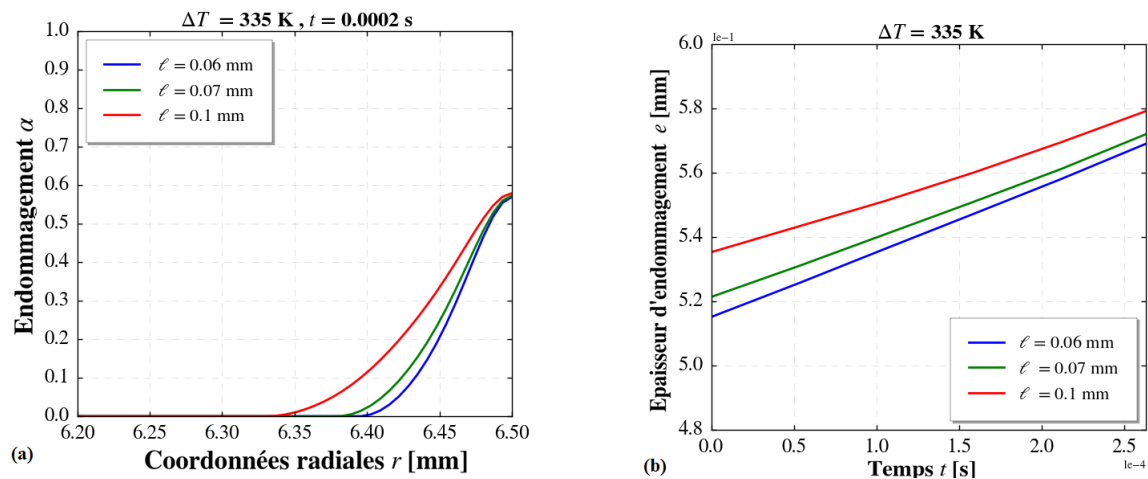 ΔT = 335 K , t = 0.0002 s
1.0
0.9
0.8
0.7
0.6
0.5
0.4
0.3
0.2
0.1
0.0
Endommagement α
ℓ = 0.06 mm
ℓ = 0.07 mm
ℓ = 0.1 mm
6.20 6.25 6.30 6.35 6.40 6.45 6.50
(a) Coordonnées radiales r [mm]
ΔT = 335 K
1e−1
6.0
5.8
5.6
5.4
5.2
5.0
4.8
Epaisseur d'endommagement e [mm]
ℓ = 0.06 mm
ℓ = 0.07 mm
ℓ = 0.1 mm
0.0 0.5 1.0 1.5 2.0 2.5
1e−4
(b) Temps t [s]